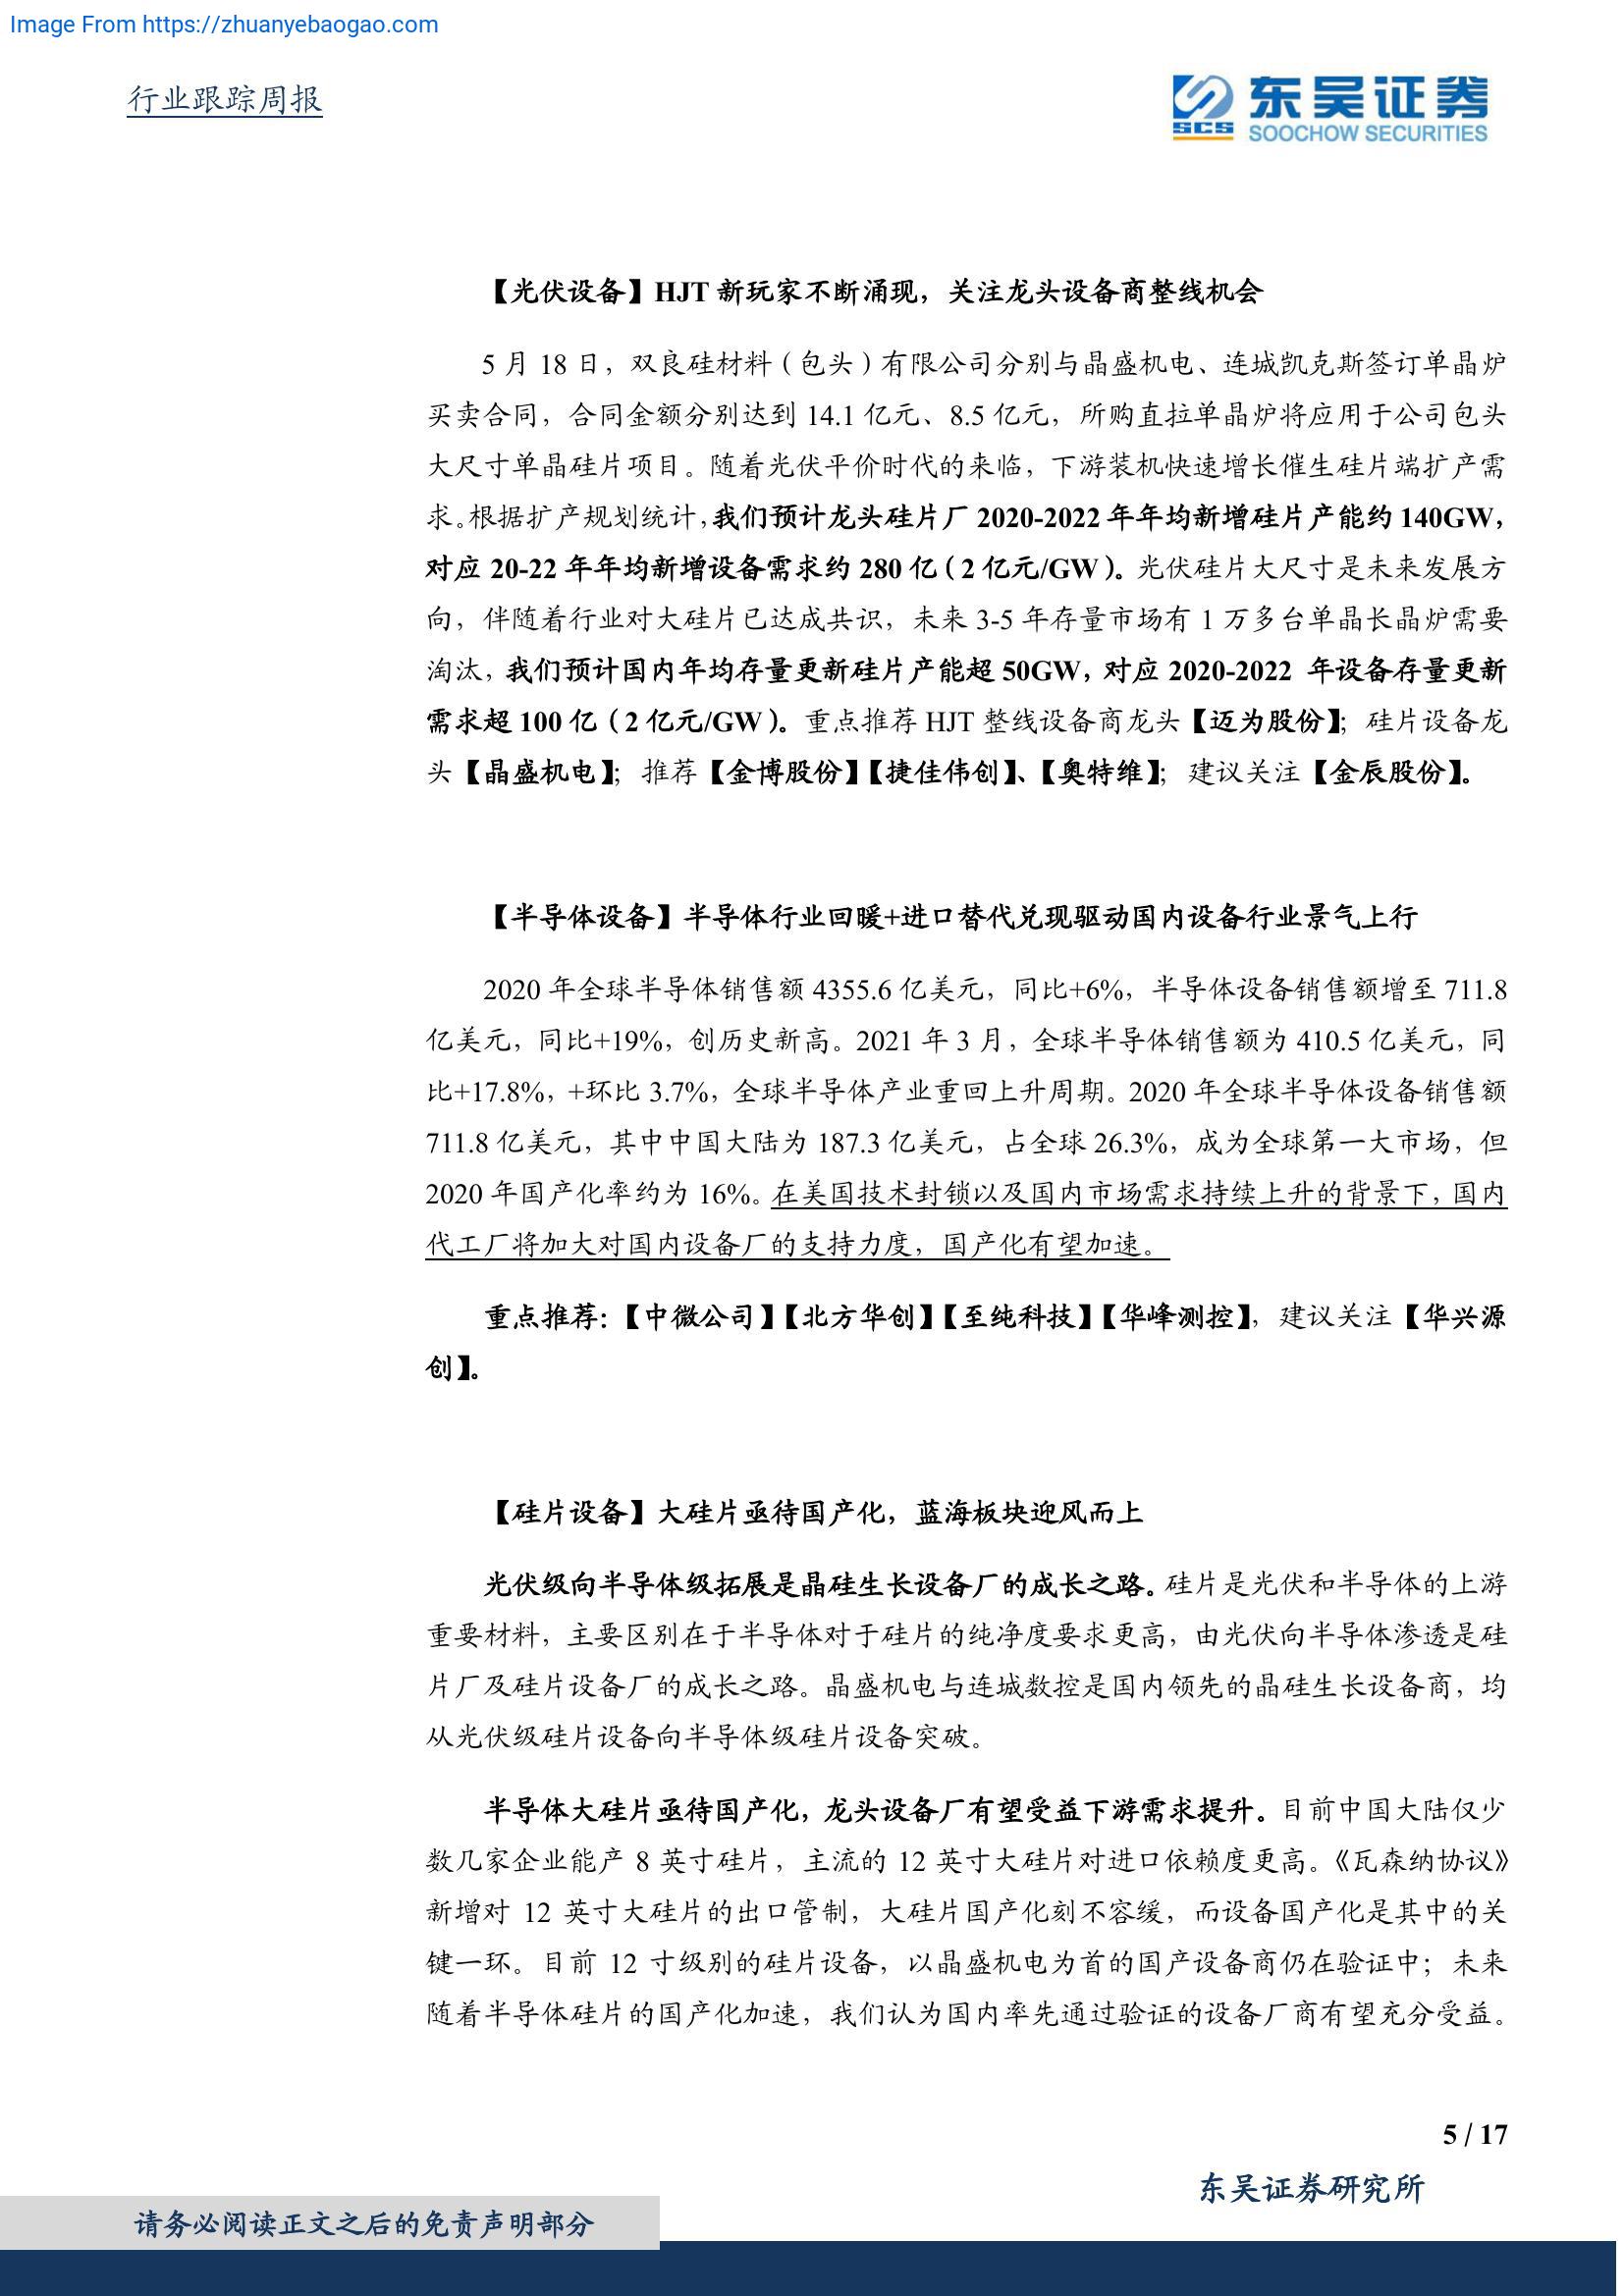 Image From https://zhuanyebaogao.com
行业跟踪周报
SCS
东吴证券
SOOCHOW SECURITIES
【光伏设备】HJT 新玩家不断涌现，关注龙头设备商整线机会
5 月 18 日，双良硅材料（包头）有限公司分别与晶盛机电、连城凯克斯签订单晶炉
买卖合同，合同金额分别达到 14.1 亿元、8.5 亿元，所购直拉单晶炉将应用于公司包头
大尺寸单晶硅片项目。随着光伏平价时代的来临，下游装机快速增长催生硅片端扩产需
求。根据扩产规划统计，我们预计龙头硅片厂 2020-2022 年年均新增硅片产能约 140GW，
对应 20-22 年年均新增设备需求约 280 亿（2 亿元/GW）。光伏硅片大尺寸是未来发展方
向，伴随着行业对大硅片已达成共识，未来 3-5 年存量市场有 1 万多台单晶长晶炉需要
淘汰，我们预计国内年均存量更新硅片产能超 50GW，对应 2020-2022 年设备存量更新
需求超 100 亿（2 亿元/GW）。重点推荐 HJT 整线设备商龙头【迈为股份】；硅片设备龙
头【晶盛机电】；推荐【金博股份】【捷佳伟创】、【奥特维】；建议关注【金辰股份】。
【半导体设备】半导体行业回暖+进口替代兑现驱动国内设备行业景气上行
2020 年全球半导体销售额 4355.6 亿美元，同比+6%，半导体设备销售额增至 711.8
亿美元，同比+19%，创历史新高。2021 年 3 月，全球半导体销售额为 410.5 亿美元，同
比+17.8%，+环比 3.7%，全球半导体产业重回上升周期。2020 年全球半导体设备销售额
711.8 亿美元，其中中国大陆为 187.3 亿美元，占全球 26.3%，成为全球第一大市场，但
2020 年国产化率约为 16%。在美国技术封锁以及国内市场需求持续上升的背景下，国内
代工厂将加大对国内设备厂的支持力度，国产化有望加速。
重点推荐：【中微公司】【北方华创】【至纯科技】【华峰测控】，建议关注【华兴源
创】。
【硅片设备】大硅片亟待国产化，蓝海板块迎风而上
光伏级向半导体级拓展是晶硅生长设备厂的成长之路。硅片是光伏和半导体的上游
重要材料，主要区别在于半导体对于硅片的纯净度要求更高，由光伏向半导体渗透是硅
片厂及硅片设备厂的成长之路。晶盛机电与连城数控是国内领先的晶硅生长设备商，均
从光伏级硅片设备向半导体级硅片设备突破。
半导体大硅片亟待国产化，龙头设备厂有望受益下游需求提升。目前中国大陆仅少
数几家企业能产 8 英寸硅片，主流的 12 英寸大硅片对进口依赖度更高。《瓦森纳协议》
新增对 12 英寸大硅片的出口管制，大硅片国产化刻不容缓，而设备国产化是其中的关
键一环。目前 12 寸级别的硅片设备，以晶盛机电为首的国产设备商仍在验证中；未来
随着半导体硅片的国产化加速，我们认为国内率先通过验证的设备厂商有望充分受益。
5 / 17
东吴证券研究所
请务必阅读正文之后的免责声明部分